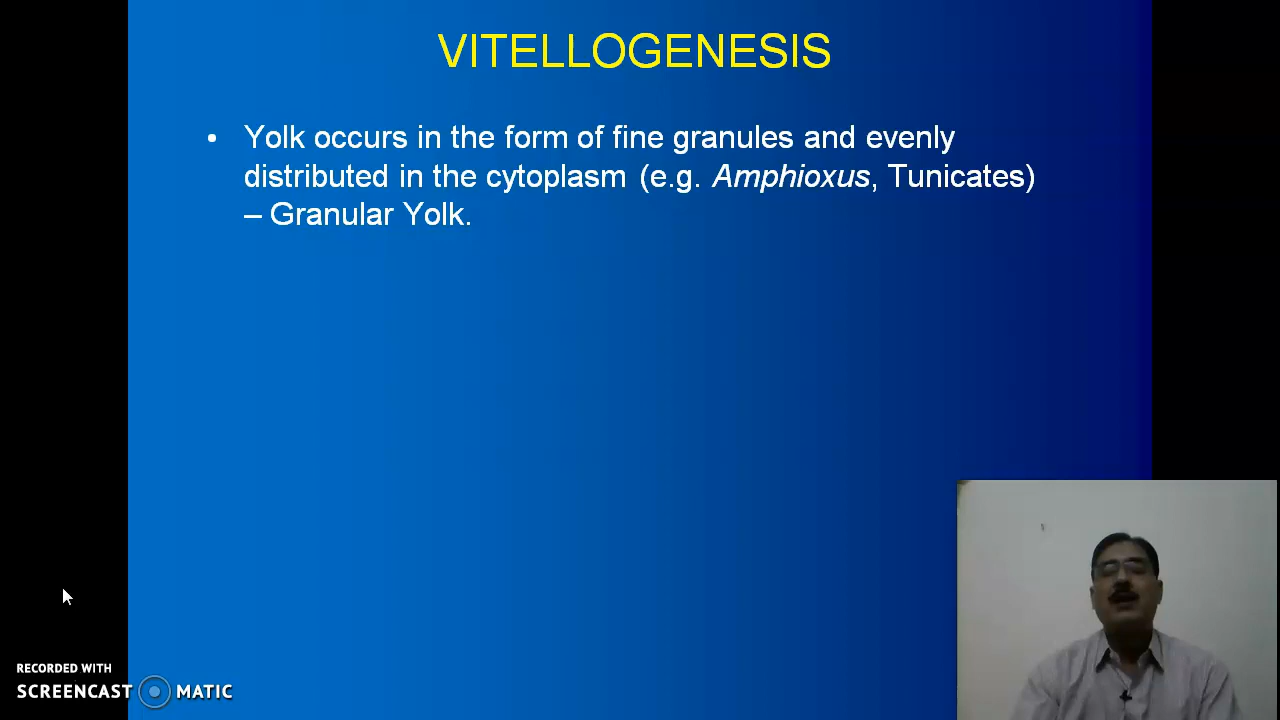 VITELLOGENESIS
• Yolk occurs in the form of fine granules and evenly
distributed in the cytoplasm (e.g. Amphioxus, Tunicates)
– Granular Yolk.
RECORDED WITH
SCREENCAST MATIC